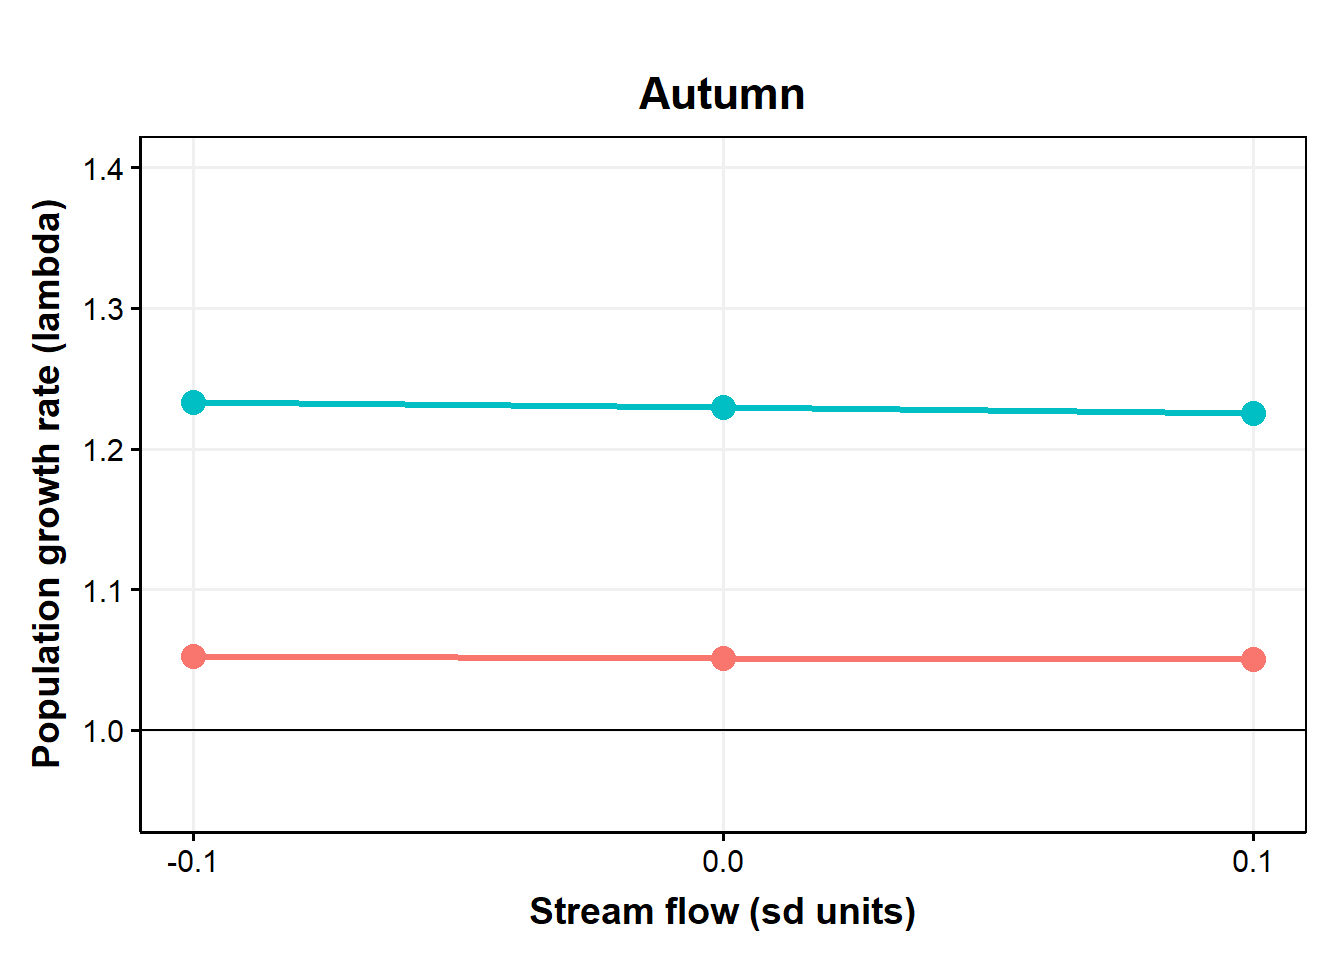 Autumn
Population growth rate (lambda)
1.4
1.3
1.2
1.1
1.0
-0.1 0.0 0.1
Stream flow (sd units)